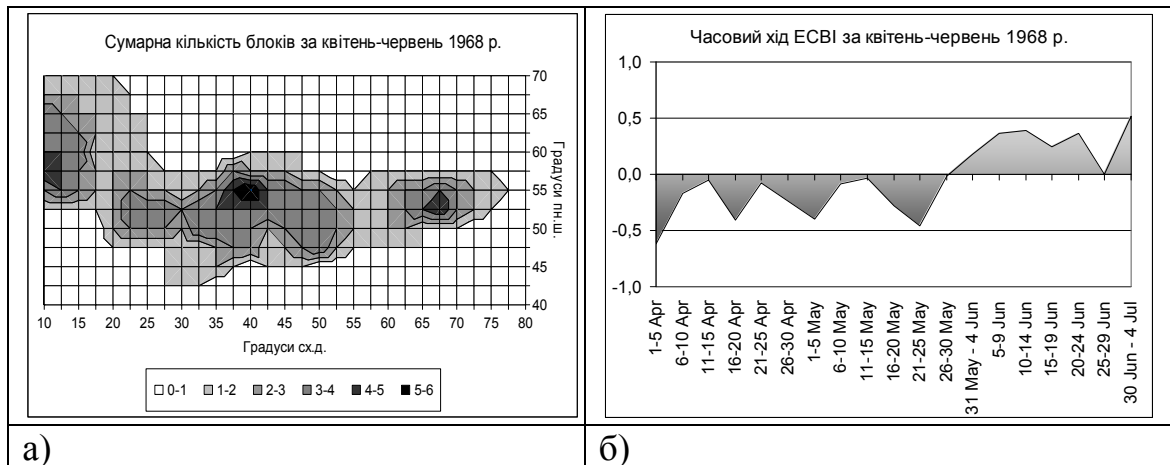 Сумарна кількість блоків за квітень-червень 1968 р.
70
65
60
55
50
45
40
Градуси пн.ш.
10 15 20 25 30 35 40 45 50 55 60 65 70 75 80
Градуси сх.д.
0-1 1-2 2-3 3-4 4-5 5-6
а)
Часовий хід ECBI за квітень-червень 1968 р.
1,0
0,5
0,0
-0,5
-1,0
1-5 Apr
6-10 Apr
11-15 Apr
16-20 Apr
21-25 Apr
26-30 Apr
1-5 May
6-10 May
11-15 May
16-20 May
21-25 May
26-30 May
31 May - 4 Jun
5-9 Jun
10-14 Jun
15-19 Jun
20-24 Jun
25-29 Jun
30 Jun - 4 Jul
б)